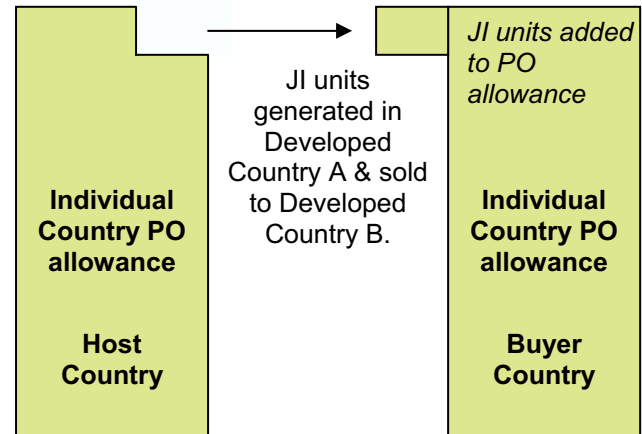 JI units added
to PO
allowance
JI units
generated in
Developed
Country A & sold
to Developed
Country B.
Individual
Country PO
allowance
Host
Country
Individual
Country PO
allowance
Buyer
Country